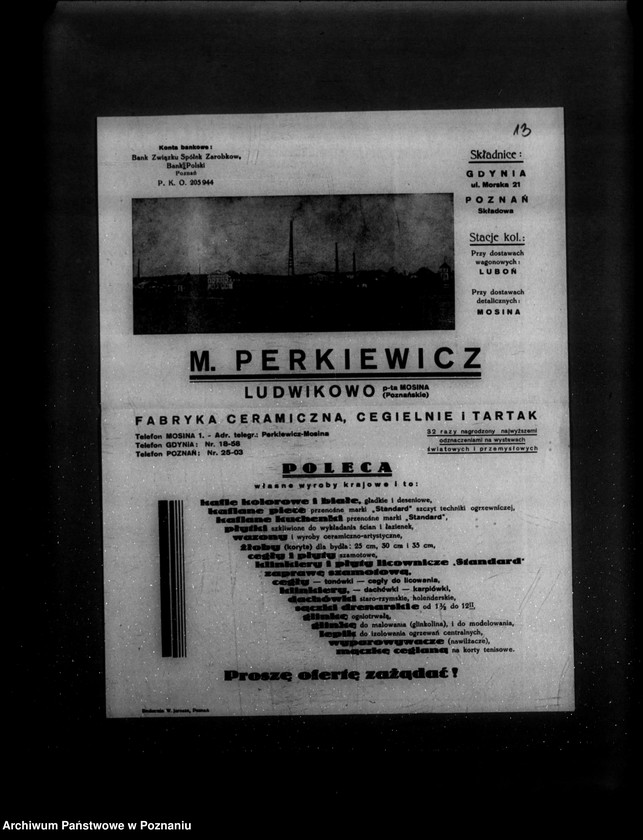 13
Konta bankowe:
Bank Związku Spółek Zarobkow,
Bank Polski
Poznań
P. K. O. 205944
Składnice:
GDYNIA
ul. Morska 21
POZNAŃ
Składowa
Stacje kol.:
Przy dostawach
wagonowych:
LUBOŃ
Przy dostawach
detalicznych:
MOSINA
M. PERKIEWICZ
LUDWIKOWO p-ta MOSINA
(Poznańskie)
FABRYKA CERAMICZNA, CEGIELNIE I TARTAK
Telefon MOSINA 1. - Adr. telegr.: Perkiewicz-Mosina
Telefon GDYNIA: Nr. 18-58
Telefon POZNAŃ: Nr. 25-03
32 razy nagrodzony najwyższemi
odznaczeniami na wystawach
światowych i przemysłowych
POLECA
własne wyroby krajowe i to:
kafle kolorowe i białe, gładkie i deseniowe,
kaflane piece przenośne marki „Standard" szczyt techniki ogrzewniczej,
kaflane kuchenki przenośne marki „Standard",
płytki szkliwione do wykładania ścian i łazienek,
wazony i wyroby ceramiczno-artystyczne,
żłoby (koryta) dla bydła: 25 cm, 30 cm i 35 cm,
cegły i płyty szamotowe,
klinkiery i płyty licownicze „Standard"
zaprawę szamotową,
cegły — tonówki — cegły do licowania,
klinkiery, — dachówki — karpiówki,
dachówki staro-rzymskie, holenderskie,
sączki drenarskie od 1½ do 12",
glinkę ogniotrwałą,
glinkę do malowania (glinkolina), i do modelowania,
lepik do izolowania ogrzewań centralnych,
wyparowywacze (nawilżacze),
mączkę ceglaną na korty tenisowe.
Proszę ofertę zażądać!
Drukarnia W. Poznań
Archiwum Państwowe w Poznaniu